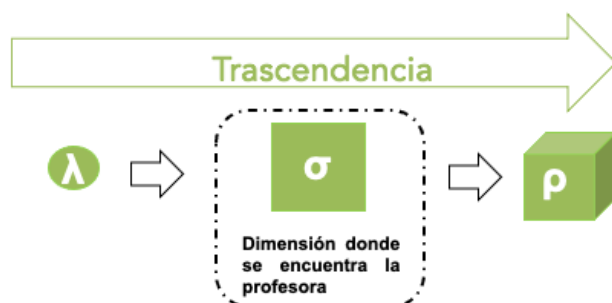 Trascendencia
λ
σ
ρ
Dimensión donde
se encuentra la
profesora